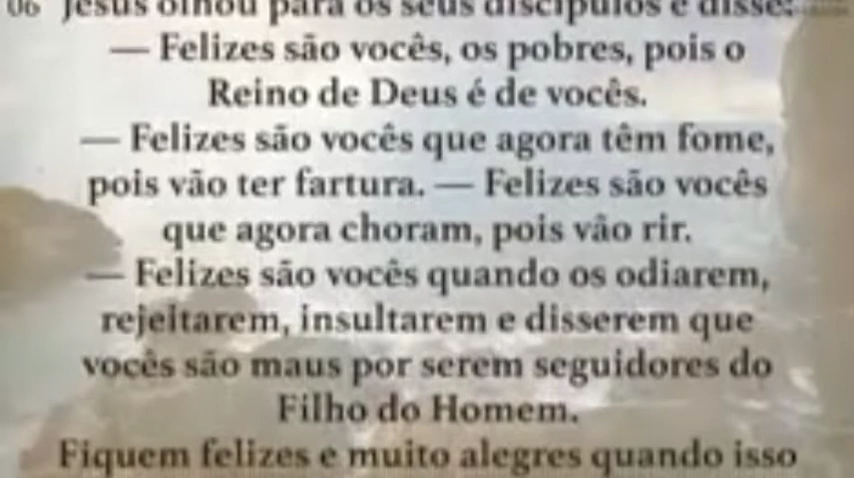 06 Jesus olhou para os seus discípulos e disse:
— Felizes são vocês, os pobres, pois o
Reino de Deus é de vocês.
— Felizes são vocês que agora têm fome,
pois vão ter fartura. — Felizes são vocês
que agora choram, pois vão rir.
— Felizes são vocês quando os odiarem,
rejeitarem, insultarem e disserem que
vocês são maus por serem seguidores do
Filho do Homem.
Fiquem felizes e muito alegres quando isso